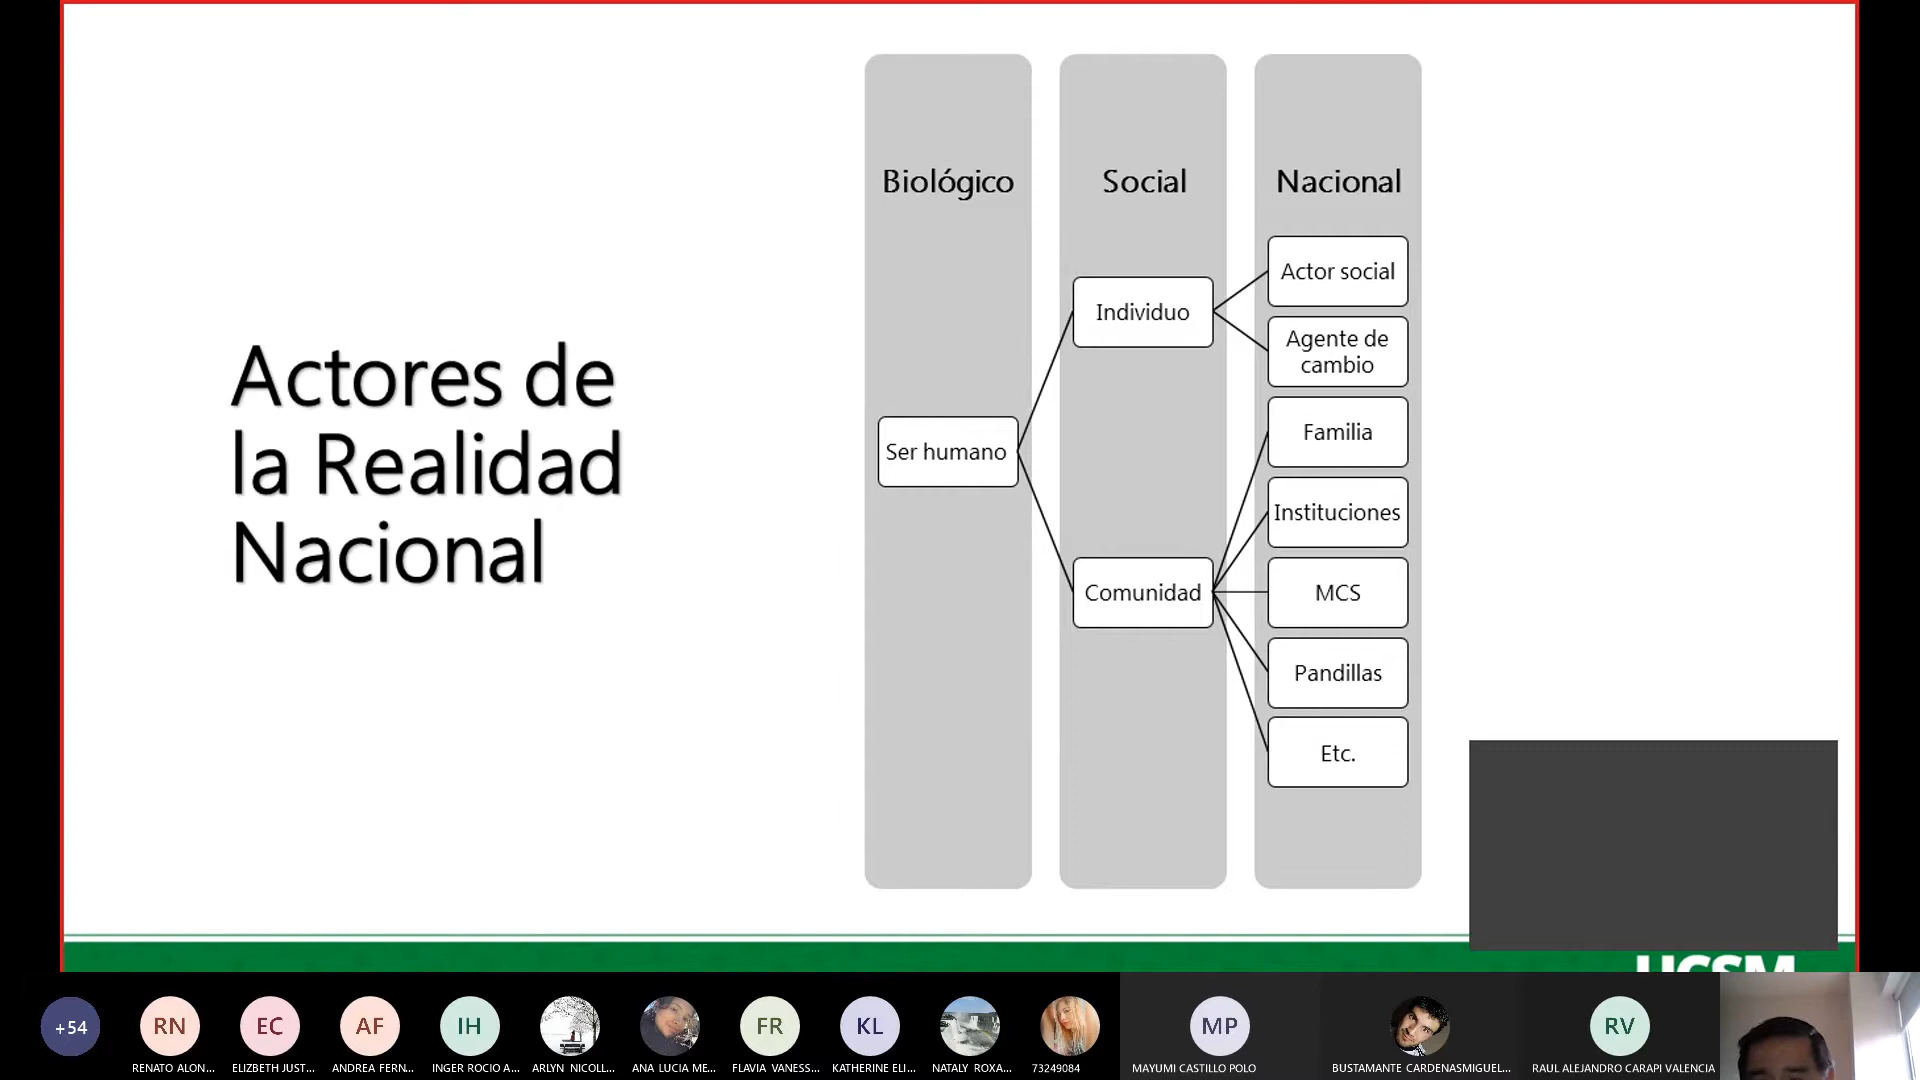 Actores de
la Realidad
Nacional
Biológico
Social
Nacional
Ser humano
Individuo
Comunidad
Actor social
Agente de
cambio
Familia
Instituciones
MCS
Pandillas
Etc.
UCSM
+54
RN
EC
AF
IH
FR
KL
MP
RV
RENATO ALON...
ELIZBETH JUST...
ANDREA FERN...
INGER ROCIO A...
ARLYN NICOLL...
ANA LUCIA ME...
FLAVIA VANESS...
KATHERINE ELI...
NATALY ROXA...
73249084
MAYUMI CASTILLO POLO
BUSTAMANTE CARDENASMIGUEL...
RAUL ALEJANDRO CARAPI VALENCIA